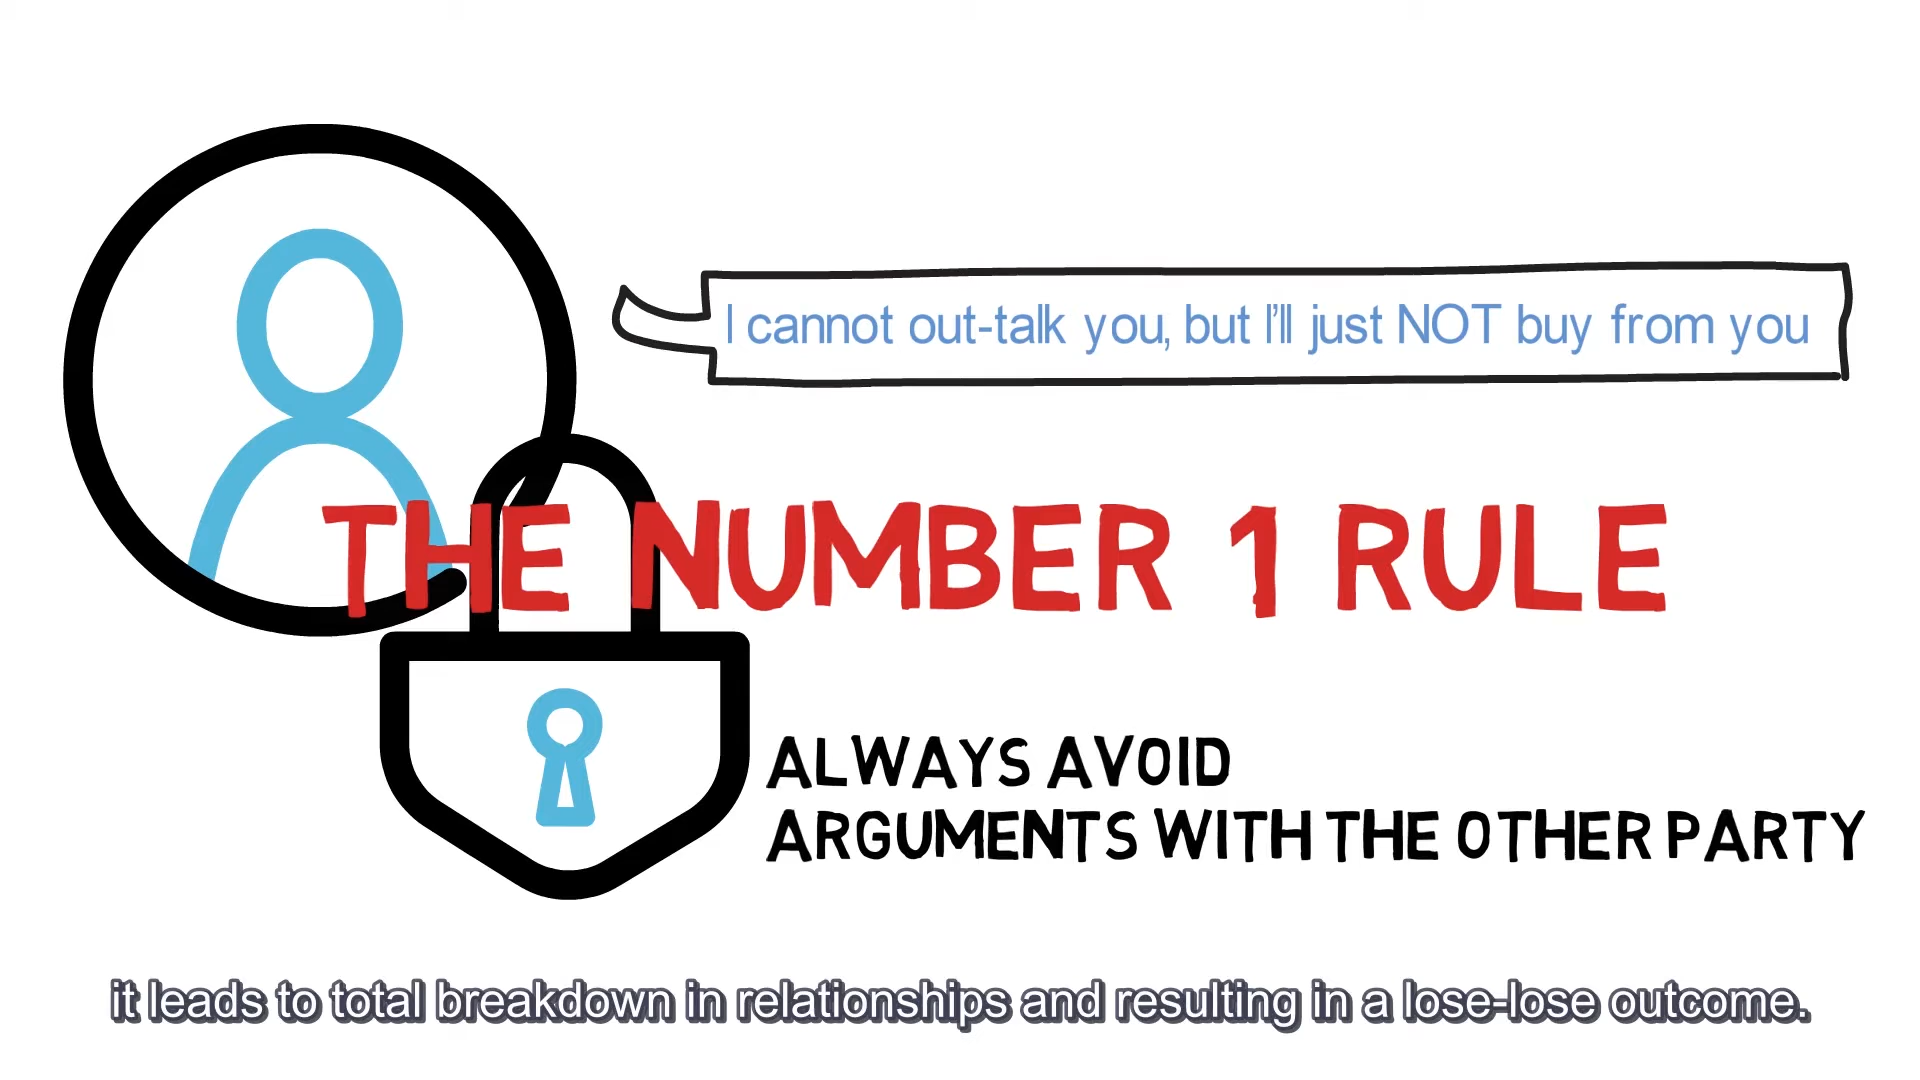 I cannot out-talk you, but I'll just NOT buy from you
THE NUMBER 1 RULE
ALWAYS AVOID
ARGUMENTS WITH THE OTHER PARTY
it leads to total breakdown in relationships and resulting in a lose-lose outcome.